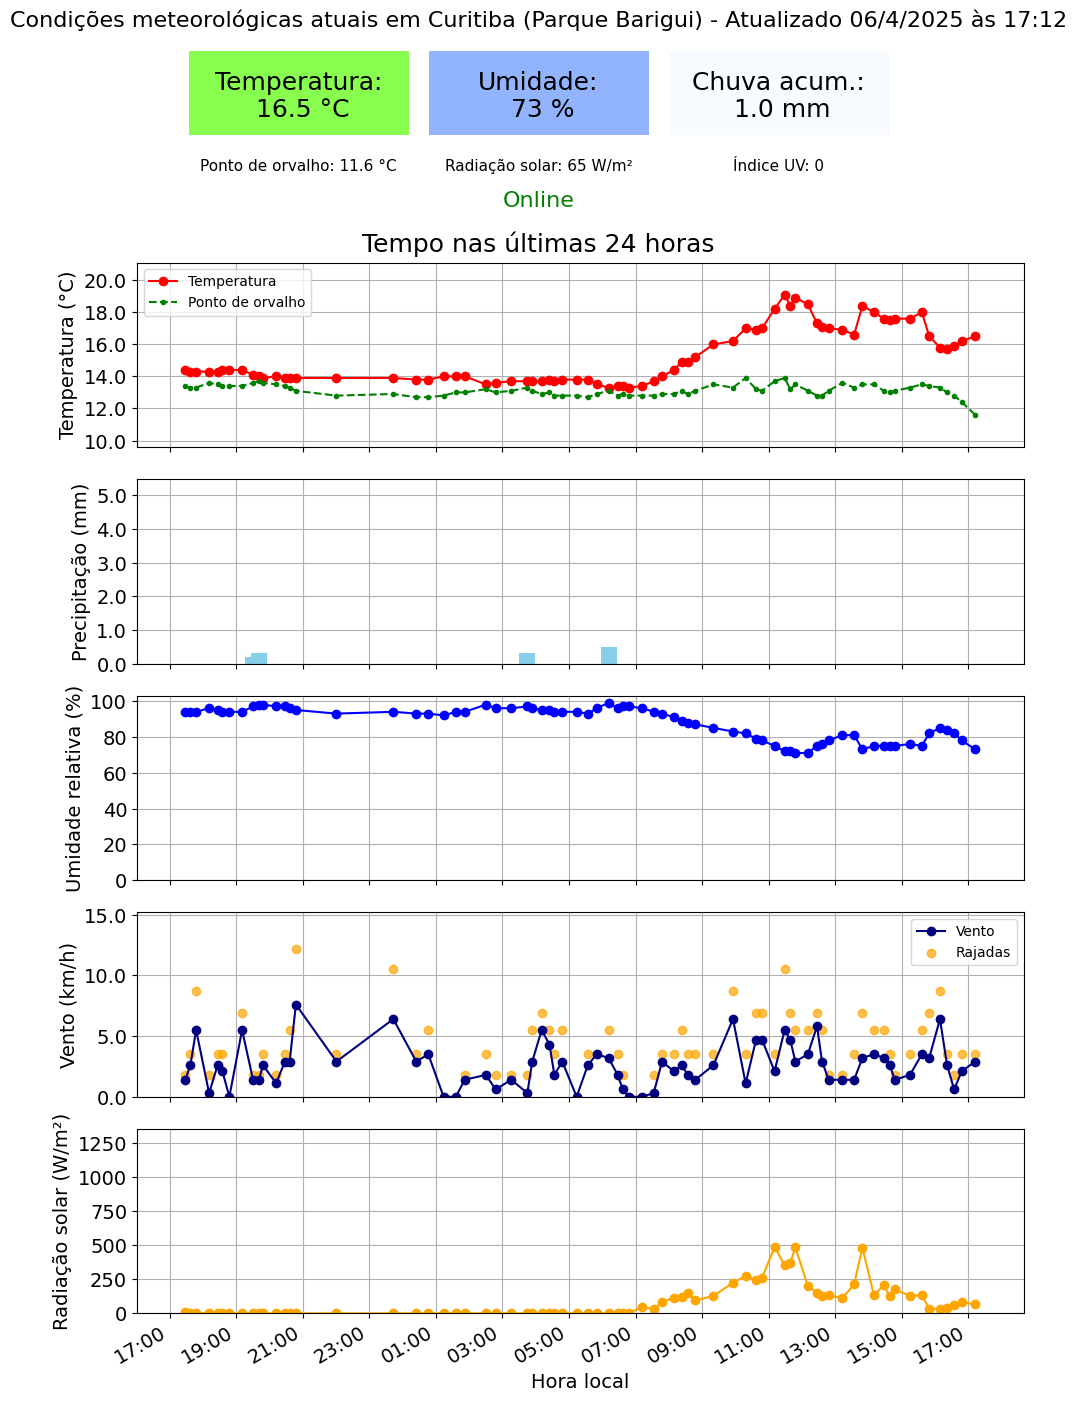 Condições meteorológicas atuais em Curitiba (Parque Barigui) - Atualizado 06/4/2025 às 17:12
Temperatura:
16.5 °C
Umidade:
73 %
Chuva acum.:
1.0 mm
Ponto de orvalho: 11.6 °C
Radiação solar: 65 W/m²
Índice UV: 0
Online
Tempo nas últimas 24 horas
Temperatura (°C)
20.0
18.0
16.0
14.0
12.0
10.0
Temperatura
Ponto de orvalho
Precipitação (mm)
5.0
4.0
3.0
2.0
1.0
0.0
Umidade relativa (%)
100
80
60
40
20
0
Vento (km/h)
15.0
10.0
5.0
0.0
Vento
Rajadas
Radiação solar (W/m²)
1250
1000
750
500
250
0
17:00
19:00
21:00
23:00
01:00
03:00
05:00
07:00
09:00
11:00
13:00
15:00
17:00
Hora local